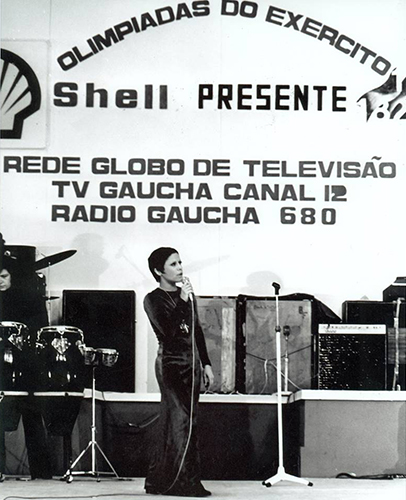 OLIMPIADAS DO EXERCITO
Shell PRESENTE
REDE GLOBO DE TELEVISÃO
TV GAUCHA CANAL 12
RADIO GAUCHA 680